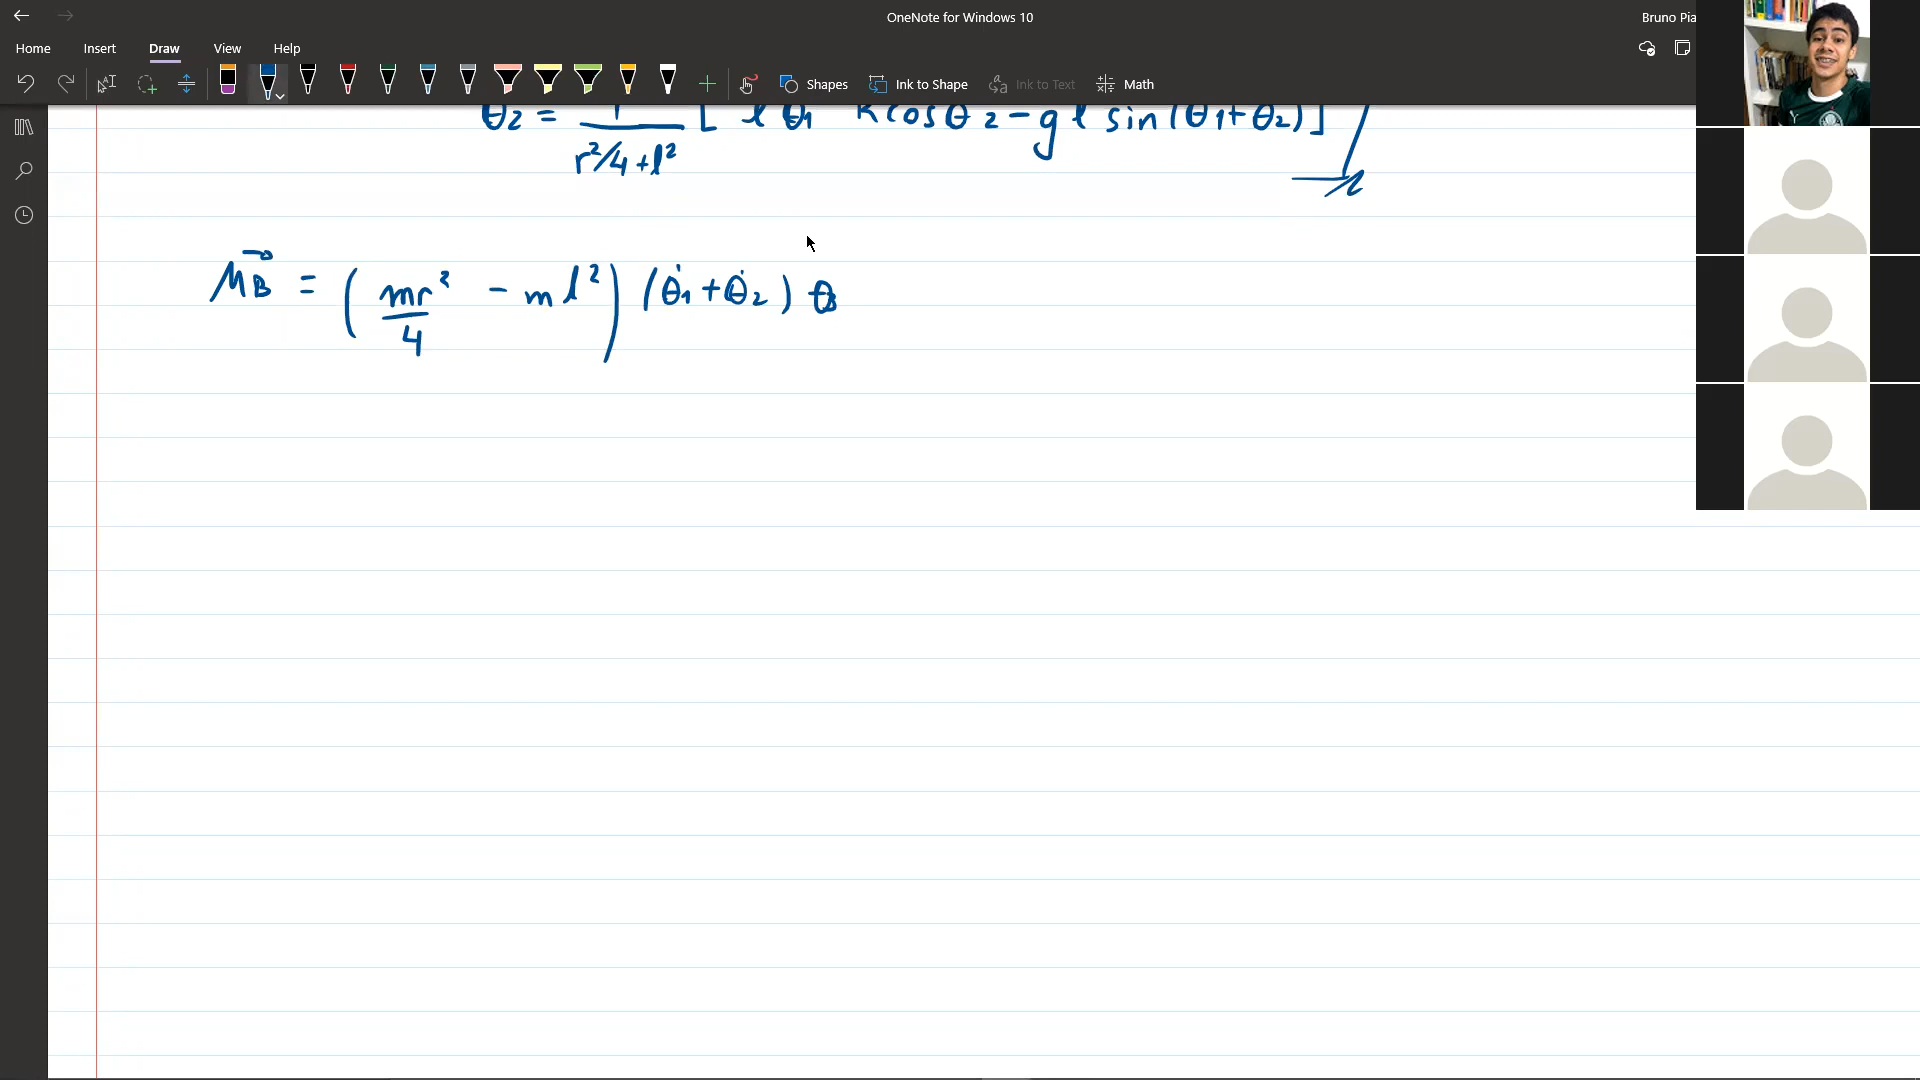 OneNote for Windows 10
Bruno Pia
Home Insert Draw View Help
Shapes Ink to Shape Ink to Text Math
θ2 = 1/(r²/4 + l²) [ l θ1 k cos θ2 - g l sin(θ1+θ2) ]
M⃗B = (mr²/4 - m l²) (θ̇1 + θ̇2) θ3